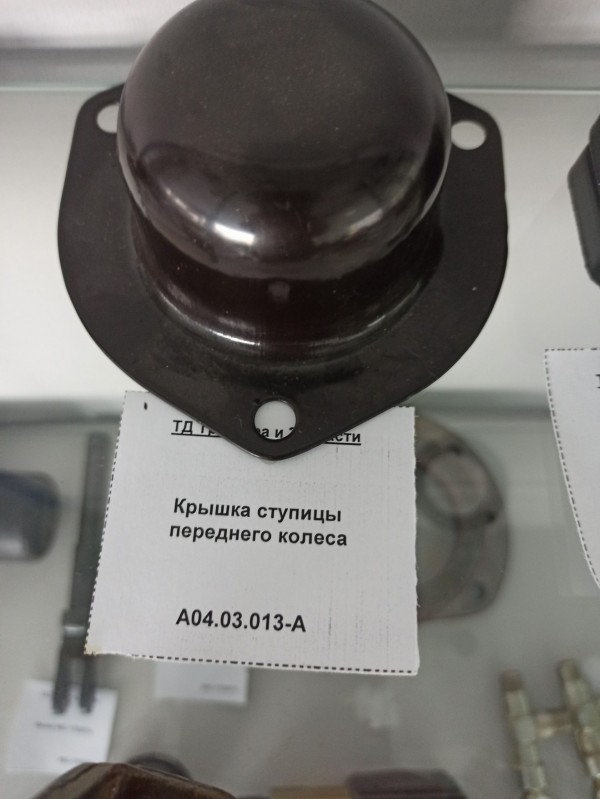 ТД и
Крышка ступицы
переднего колеса
А04.03.013-А